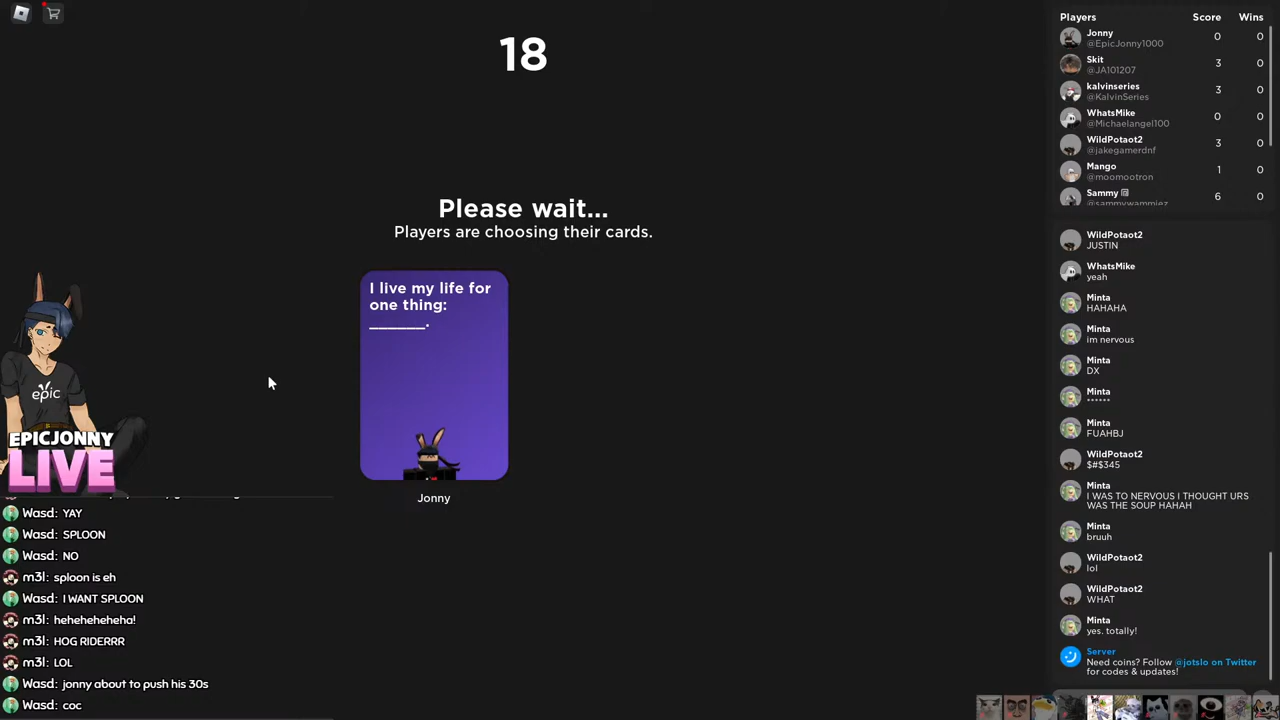 18
Please wait...
Players are choosing their cards.
I live my life for
one thing:
______.
Jonny
epic
EPICJONNY
LIVE
Wasd: YAY
Wasd: SPLOON
Wasd: NO
m3l: sploon is eh
Wasd: I WANT SPLOON
m3l: heheheheheha!
m3l: HOG RIDERRR
m3l: LOL
Wasd: jonny about to push his 30s
Wasd: coc
Players Score Wins
Jonny
@EpicJonny1000 0 0
Skit
@JA101207 3 0
kalvinseries
@KalvinSeries 3 0
WhatsMike
@Michaelangel100 0 0
WildPotaot2
@jakegamerdnf 3 0
Mango
@moomootron 1 0
Sammy
@sammywammiez 6 0
WildPotaot2
JUSTIN
WhatsMike
yeah
Minta
HAHAHA
Minta
im nervous
Minta
DX
Minta
******
Minta
FUAHBJ
WildPotaot2
$#$345
Minta
I WAS TO NERVOUS I THOUGHT URS
WAS THE SOUP HAHAH
Minta
bruuh
WildPotaot2
lol
WildPotaot2
WHAT
Minta
yes. totally!
Server
Need coins? Follow @jotslo on Twitter
for codes & updates!